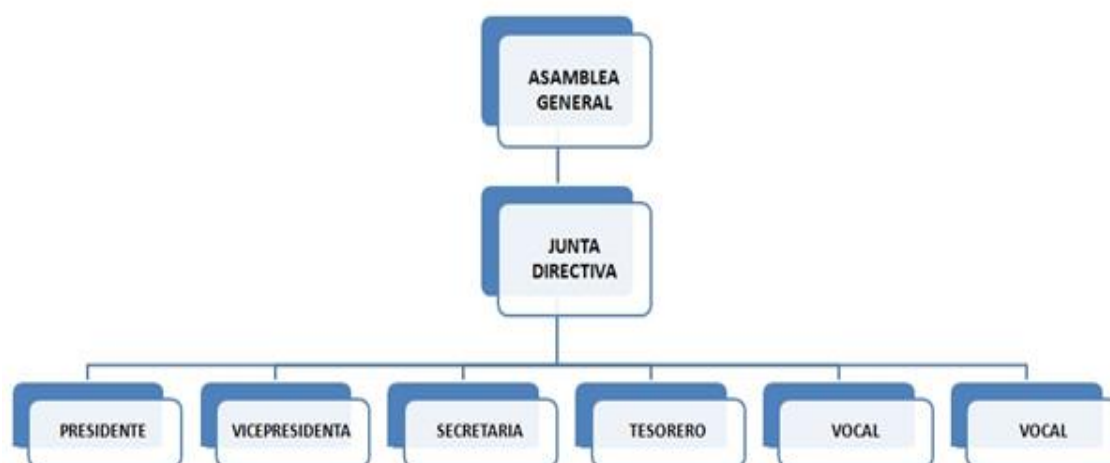 ASAMBLEA
GENERAL
JUNTA
DIRECTIVA
PRESIDENTE
VICEPRESIDENTA
SECRETARIA
TESORERO
VOCAL
VOCAL